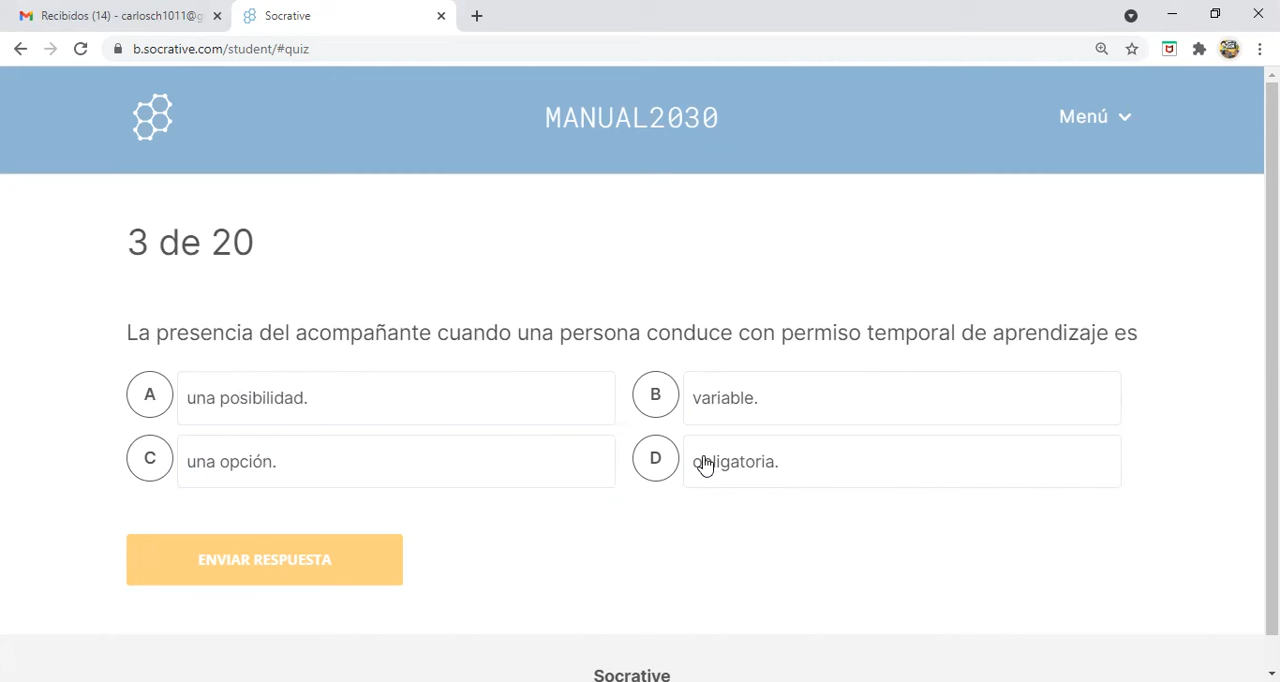 Recibidos (14) - carlosch1011@g
Socrative
b.socrative.com/student/#quiz
MANUAL2030
Menú
3 de 20
La presencia del acompañante cuando una persona conduce con permiso temporal de aprendizaje es
A una posibilidad.
B variable.
C una opción.
D obligatoria.
ENVIAR RESPUESTA
Socrative